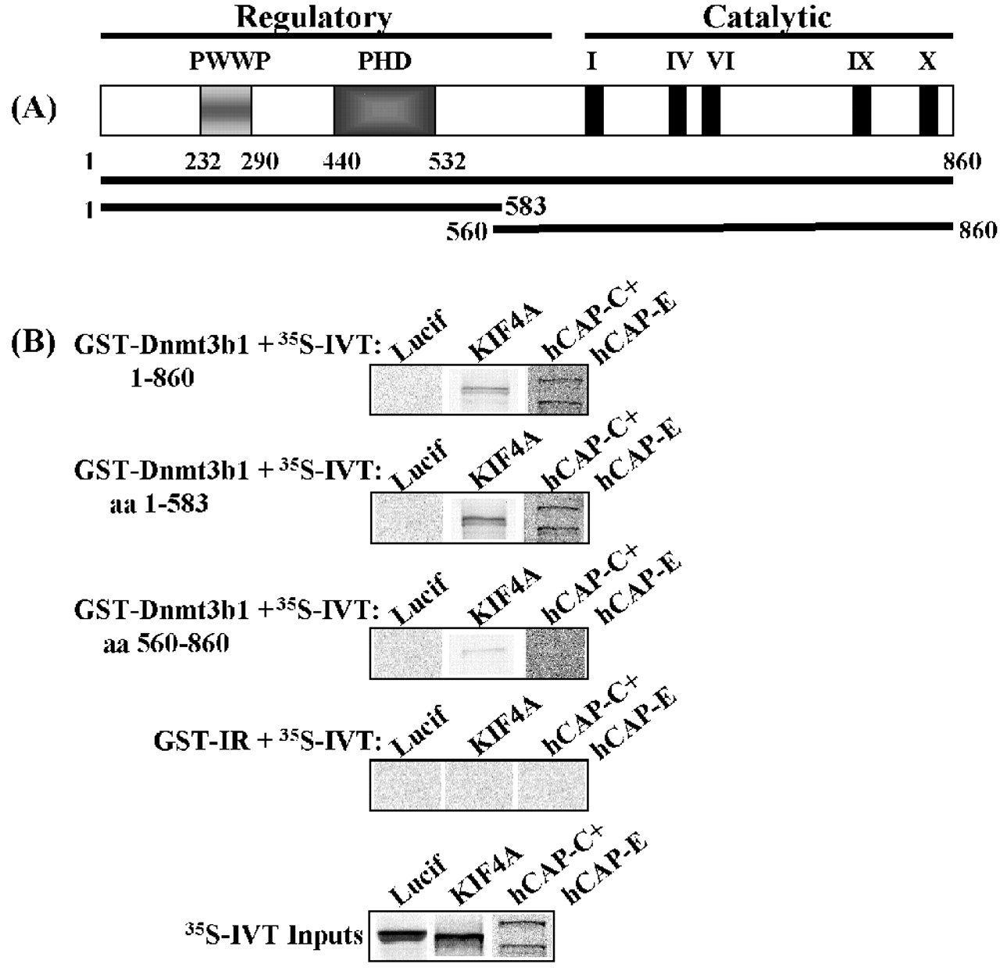 Regulatory Catalytic
PWWP PHD I IV VI IX X
(A)
1 232 290 440 532 860
1 583
560 860
(B) GST-Dnmt3b1 + ³⁵S-IVT: Lucif KIF4A hCAP-C+ hCAP-E
1-860
GST-Dnmt3b1 + ³⁵S-IVT: Lucif KIF4A hCAP-C+ hCAP-E
aa 1-583
GST-Dnmt3b1 +³⁵S-IVT: Lucif KIF4A hCAP-C+ hCAP-E
aa 560-860
GST-IR + ³⁵S-IVT: Lucif KIF4A hCAP-C+ hCAP-E
Lucif KIF4A hCAP-C+ hCAP-E
³⁵S-IVT Inputs